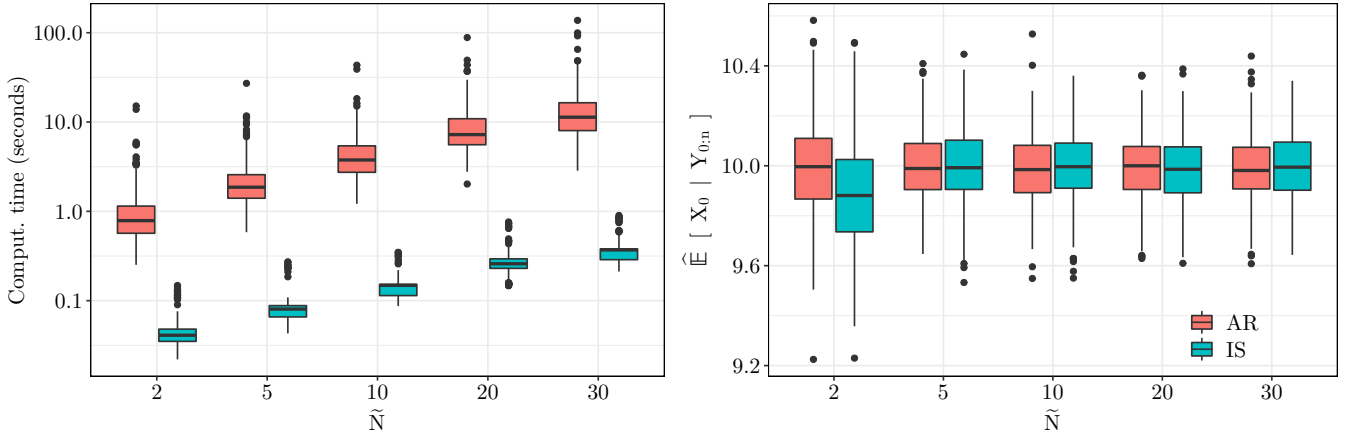 Comput. time (seconds)
100.0
10.0
1.0
0.1
2 5 10 20 30
Ñ
𝔼̂ [ X₀ | Y₀:ₙ ]
10.4
10.0
9.6
9.2
AR
IS
2 5 10 20 30
Ñ